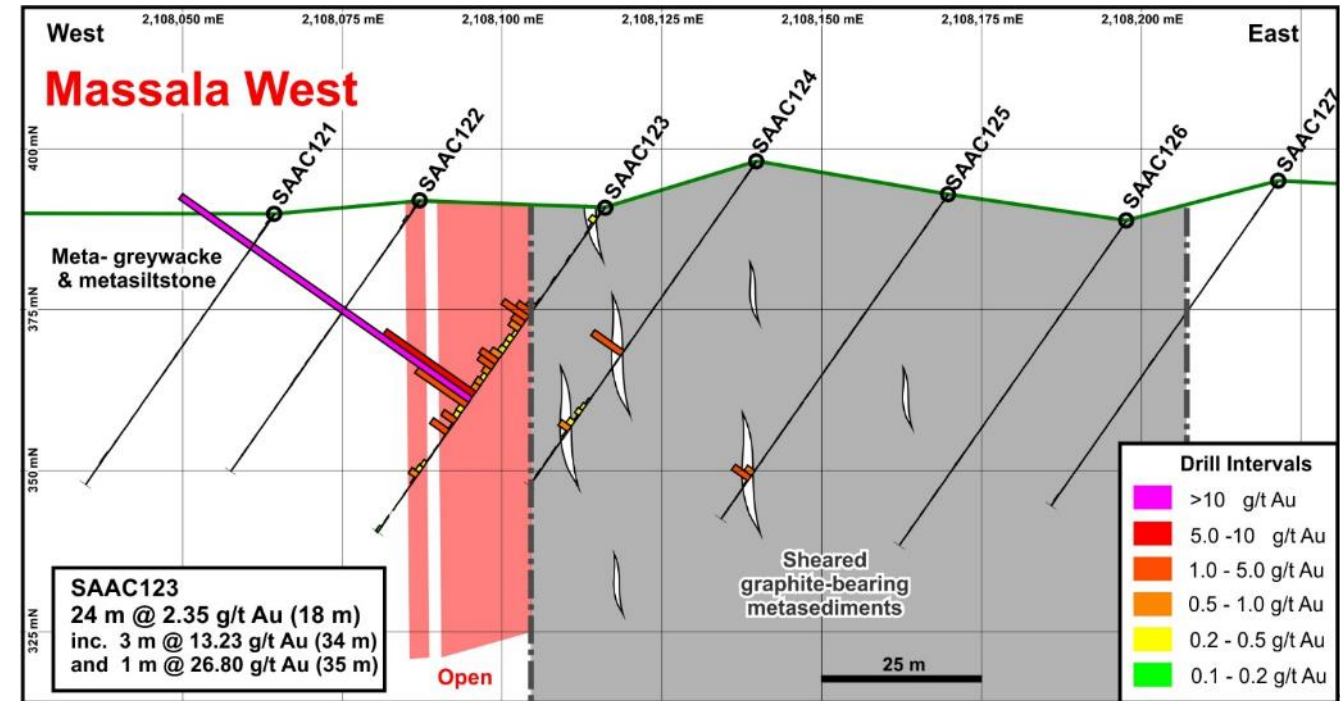 2,108,050 mE
2,108,075 mE
2,108,100 mE
2,108,125 mE
2,108,150 mE
2,108,175 mE
2,108,200 mE
West
East
Massala West
SAAC121
SAAC122
SAAC123
SAAC124
SAAC125
SAAC126
SAAC127
400 mN
375 mN
350 mN
325 mN
Meta- greywacke
& metasiltstone
Sheared
graphite-bearing
metasediments
SAAC123
24 m @ 2.35 g/t Au (18 m)
inc. 3 m @ 13.23 g/t Au (34 m)
and 1 m @ 26.80 g/t Au (35 m)
Open
25 m
Drill Intervals
>10 g/t Au
5.0 -10 g/t Au
1.0 - 5.0 g/t Au
0.5 - 1.0 g/t Au
0.2 - 0.5 g/t Au
0.1 - 0.2 g/t Au